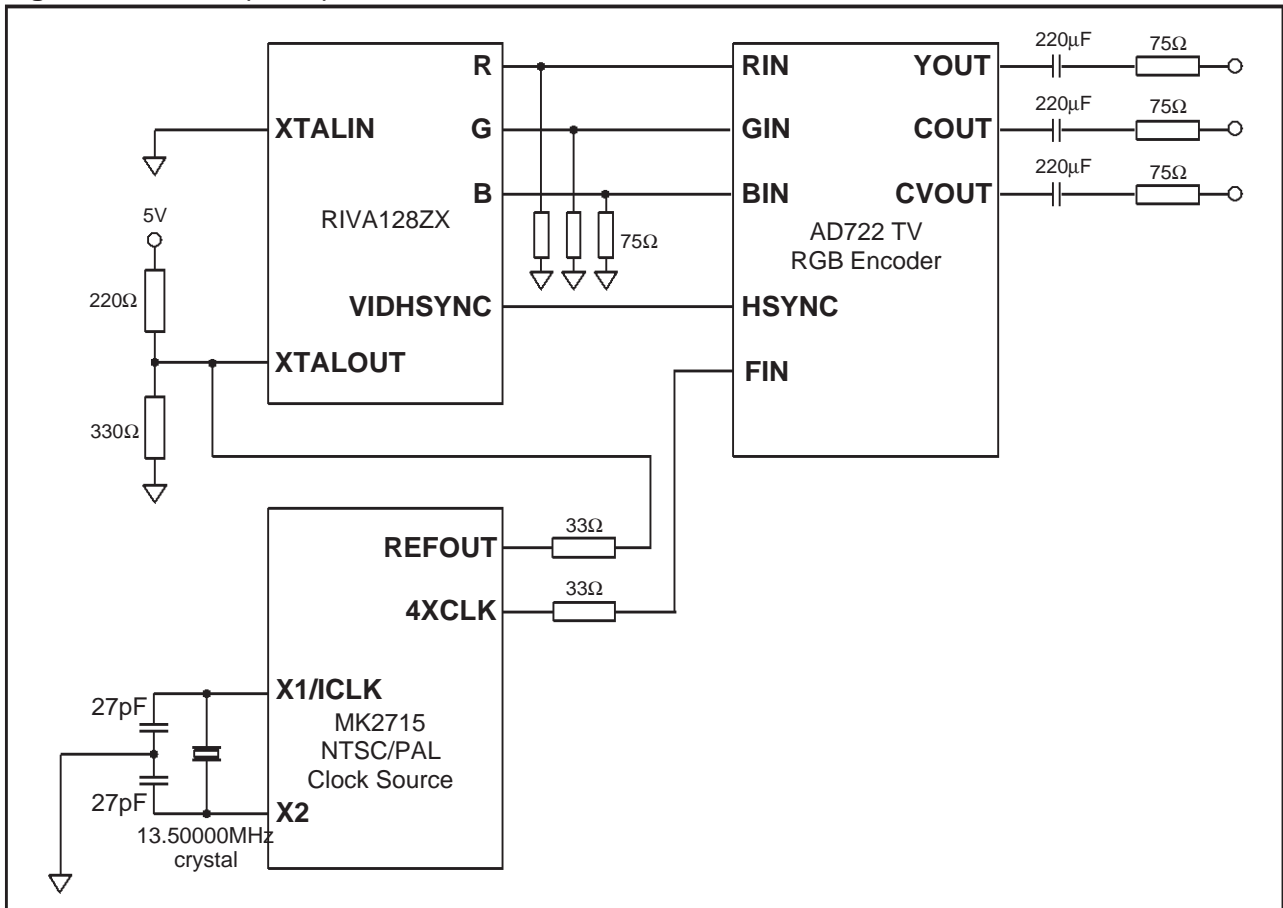 R
RIN
YOUT
220µF
75Ω
XTALIN
G
GIN
COUT
220µF
75Ω
B
BIN
CVOUT
220µF
75Ω
RIVA128ZX
75Ω
AD722 TV
RGB Encoder
5V
220Ω
VIDHSYNC
HSYNC
XTALOUT
FIN
330Ω
REFOUT
33Ω
4XCLK
33Ω
X1/ICLK
27pF
MK2715
NTSC/PAL
Clock Source
27pF
X2
13.50000MHz
crystal